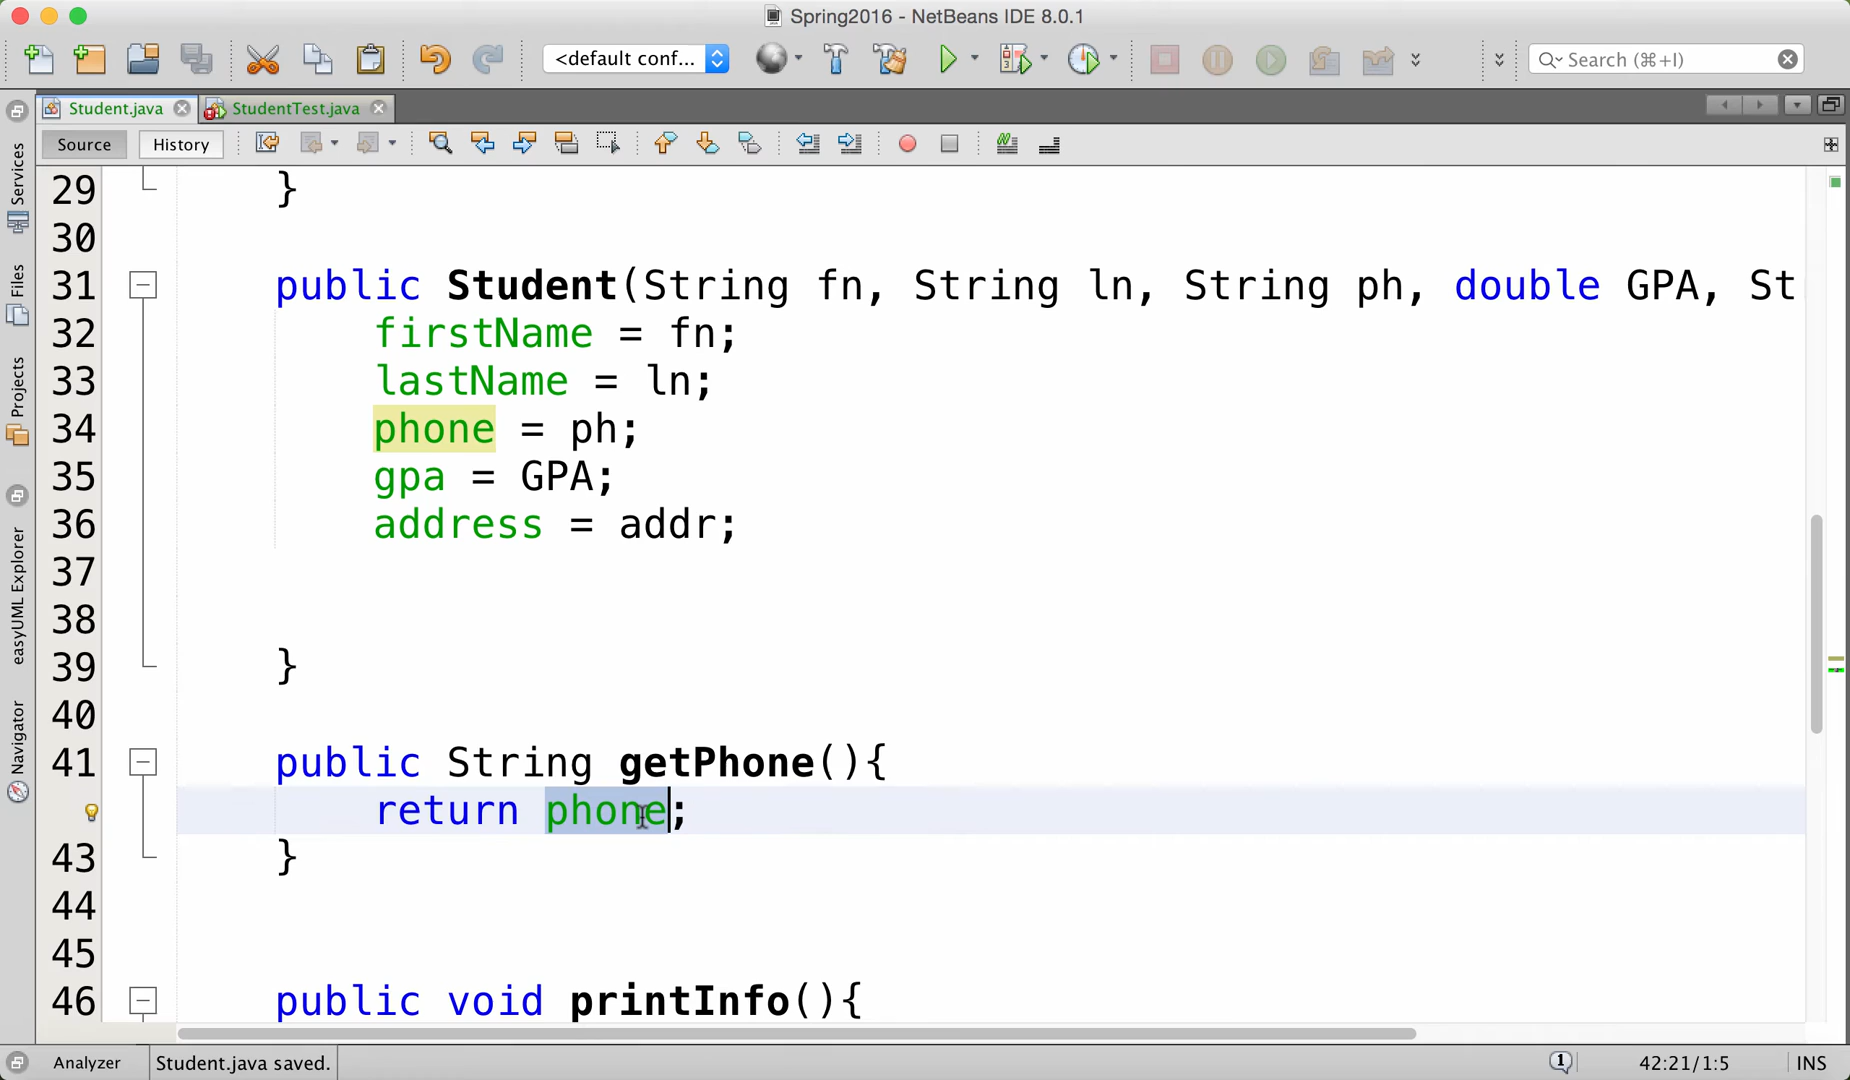 Spring2016 - NetBeans IDE 8.0.1
<default conf...
Search (⌘+I)
Student.java
StudentTest.java
Source
History
Services
Files
Projects
easyUML Explorer
Navigator
29 }
30
31 public Student(String fn, String ln, String ph, double GPA, St
32 firstName = fn;
33 lastName = ln;
34 phone = ph;
35 gpa = GPA;
36 address = addr;
37
38
39 }
40
41 public String getPhone(){
return phone;
43 }
44
45
46 public void printInfo(){
Analyzer
Student.java saved.
1
42:21/1:5
INS